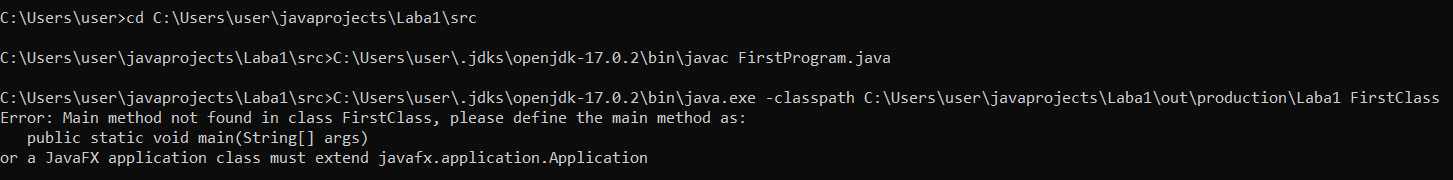 C:\Users\user>cd C:\Users\user\javaprojects\Laba1\src
C:\Users\user\javaprojects\Laba1\src>C:\Users\user\.jdks\openjdk-17.0.2\bin\javac FirstProgram.java
C:\Users\user\javaprojects\Laba1\src>C:\Users\user\.jdks\openjdk-17.0.2\bin\java.exe -classpath C:\Users\user\javaprojects\Laba1\out\production\Laba1 FirstClass
Error: Main method not found in class FirstClass, please define the main method as:
   public static void main(String[] args)
or a JavaFX application class must extend javafx.application.Application